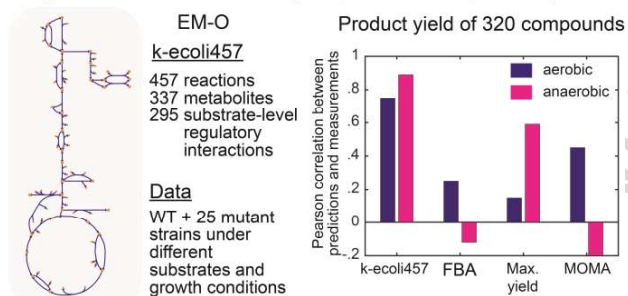 EM-O
k-ecoli457
457 reactions
337 metabolites
295 substrate-level
regulatory
interactions
Data
WT + 25 mutant
strains under
different
substrates and
growth conditions
Product yield of 320 compounds
Pearson correlation between
predictions and measurements
1
.8
.6
.4
.2
0
-.2
aerobic
anaerobic
k-ecoli457
FBA
Max.
yield
MOMA